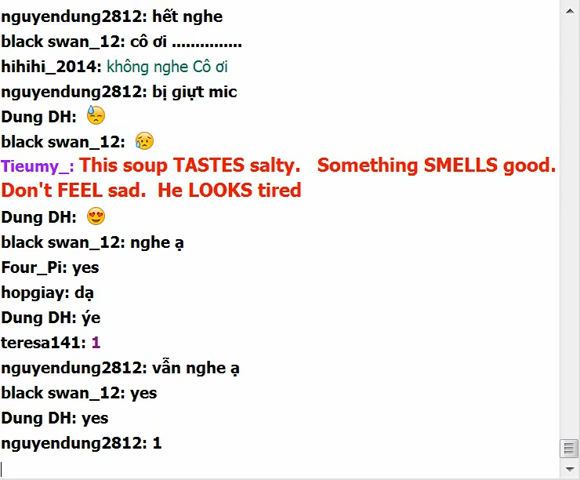 nguyendung2812: hết nghe
black swan_12: cô ơi ...............
hihihi_2014: không nghe Cô ơi
nguyendung2812: bị giựt mic
Dung DH:
black swan_12:
Tieumy_: This soup TASTES salty. Something SMELLS good.
Don't FEEL sad. He LOOKS tired
Dung DH:
black swan_12: nghe ạ
Four_Pi: yes
hopgiay: dạ
Dung DH: ýe
teresa141: 1
nguyendung2812: vẫn nghe ạ
black swan_12: yes
Dung DH: yes
nguyendung2812: 1